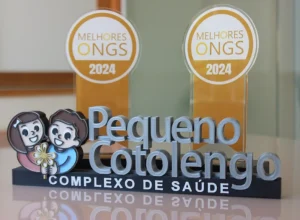 MELHORES
ONGS
2024
MELHORES
ONGS
2024
Pequeno
Cotolengo
COMPLEXO DE SAÚDE